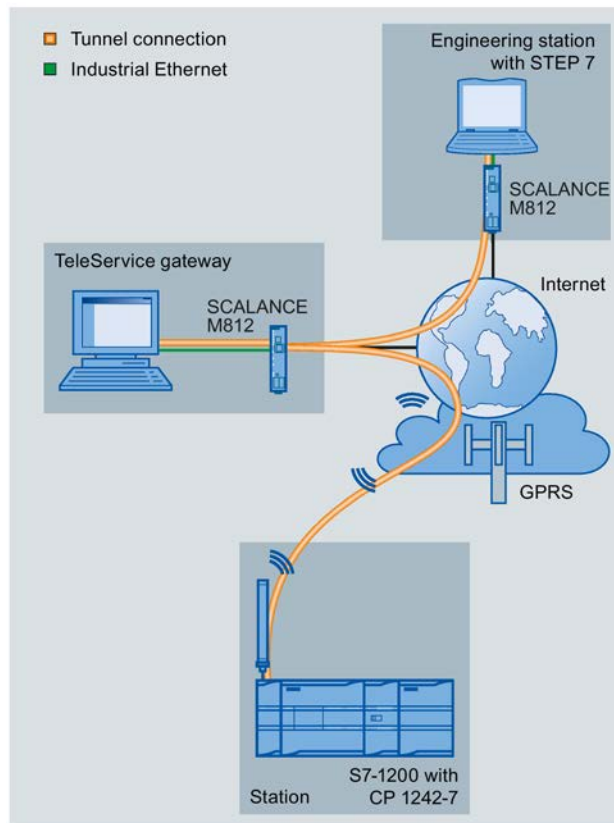 Tunnel connection
Industrial Ethernet
Engineering station
with STEP 7
SCALANCE
M812
TeleService gateway
SCALANCE
M812
Internet
GPRS
S7-1200 with
CP 1242-7
Station